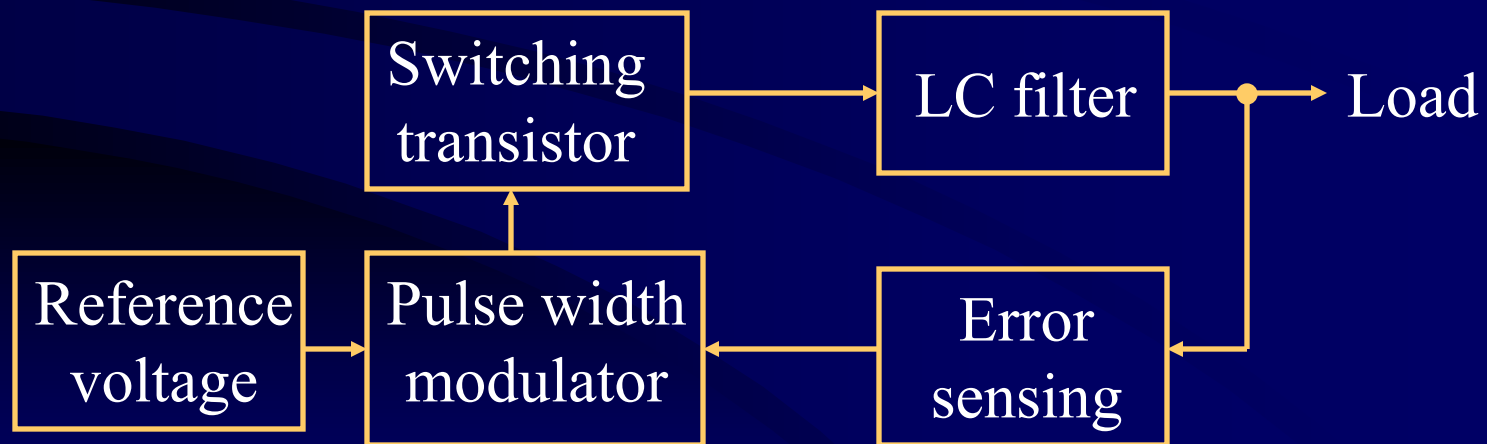 Switching
transistor
LC filter
Load
Reference
voltage
Pulse width
modulator
Error
sensing